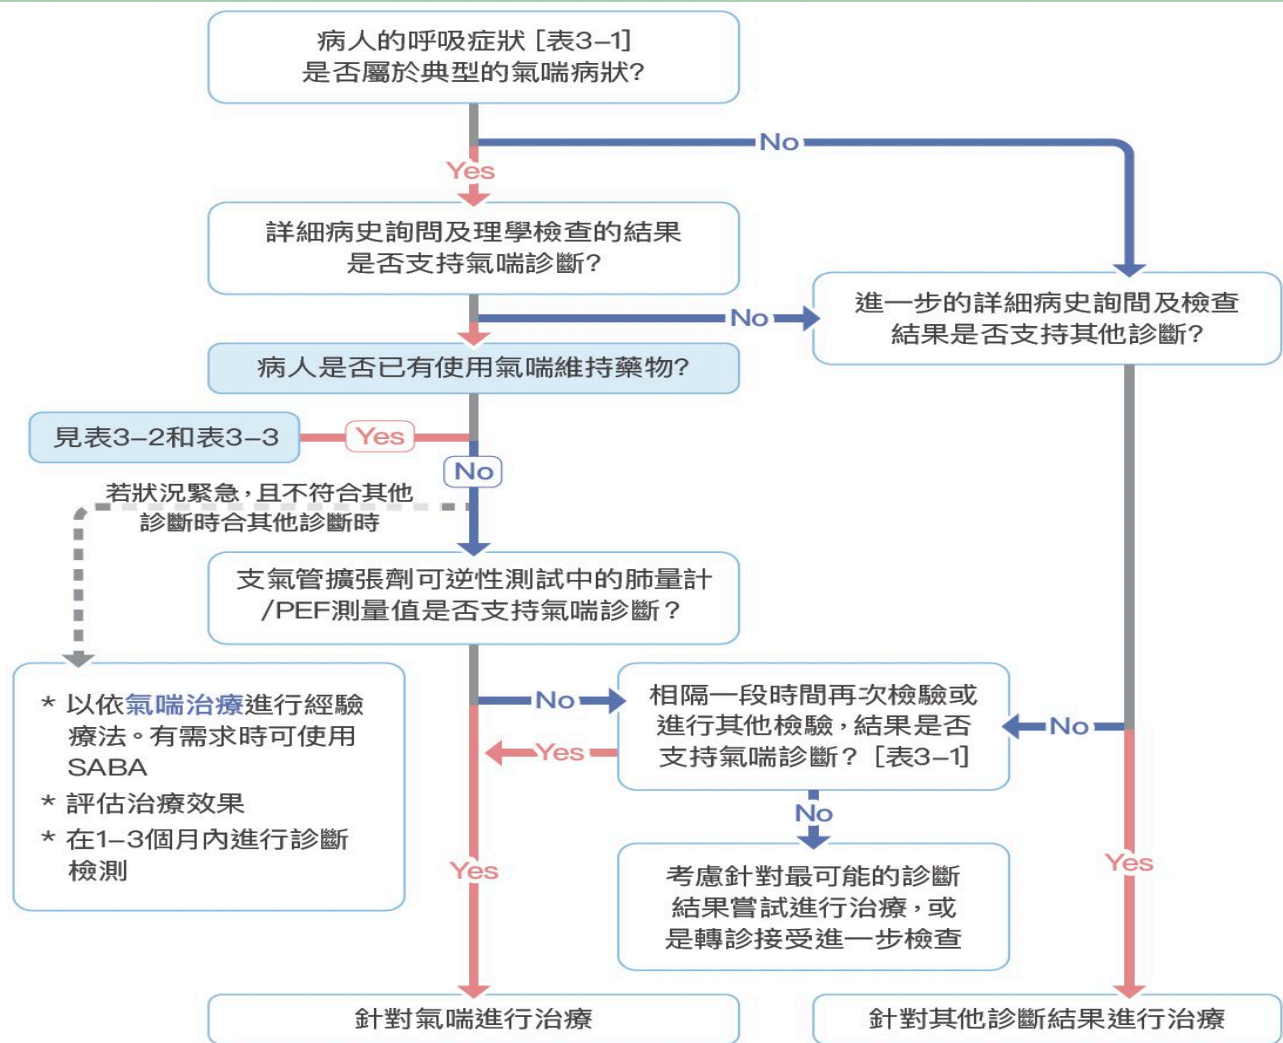 病人的呼吸症狀 [表3-1]
是否屬於典型的氣喘病狀?
No
Yes
詳細病史詢問及理學檢查的結果
是否支持氣喘診斷?
No
進一步的詳細病史詢間及檢查
結果是否支持其他診斷?
病人是否已有使用氣喘維持藥物?
見表3-2和表3-3
Yes
No
若狀況緊急,且不符合其他
診斷時合其他診斷時
支氣管擴張劑可逆性測試中的肺量計
/PEF測量值是否支持氣喘診斷?
* 以依氣喘治療進行經驗
療法。有需求時可使用
SABA
* 評估治療效果
* 在1-3個月內進行診斷
檢測
No
Yes
相隔一段時間再次檢驗或
進行其他檢驗,結果是否
支持氣喘診斷? [表3-1]
No
No
Yes
考慮針對最可能的診斷
結果嘗試進行治療,或
是轉診接受進一步檢查
Yes
針對氣喘進行治療
針對其他診斷結果進行治療